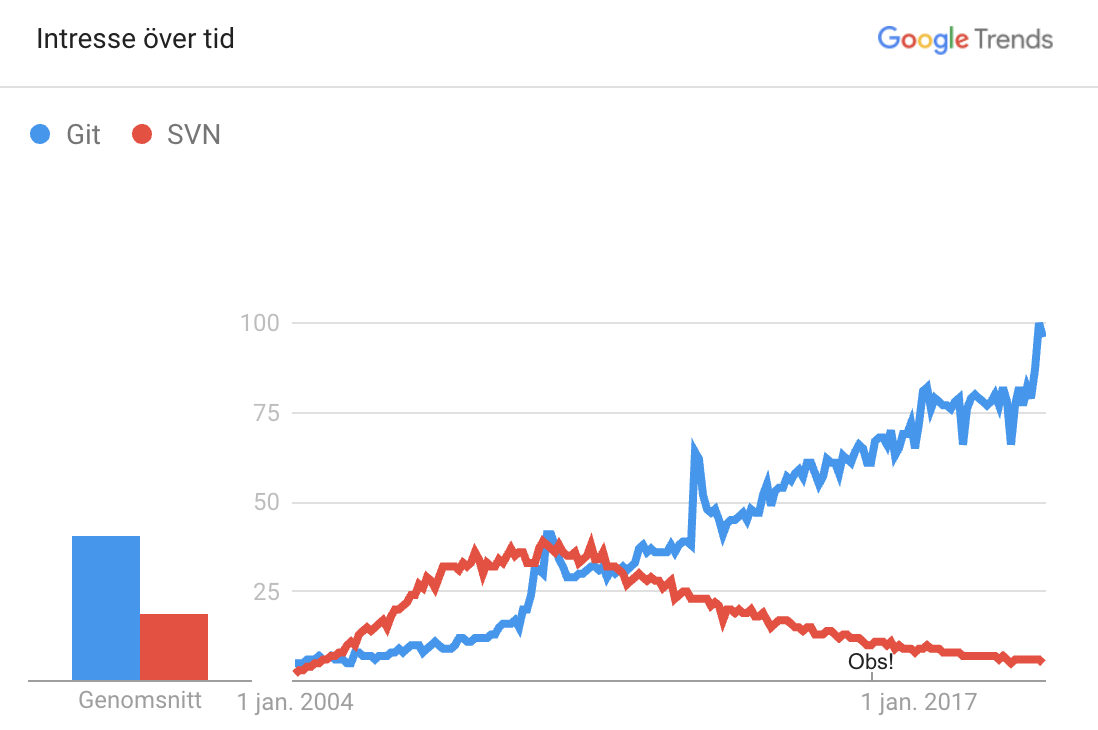 Intresse över tid
Google Trends
Git
SVN
100
75
50
25
Obs!
Genomsnitt
1 jan. 2004
1 jan. 2017